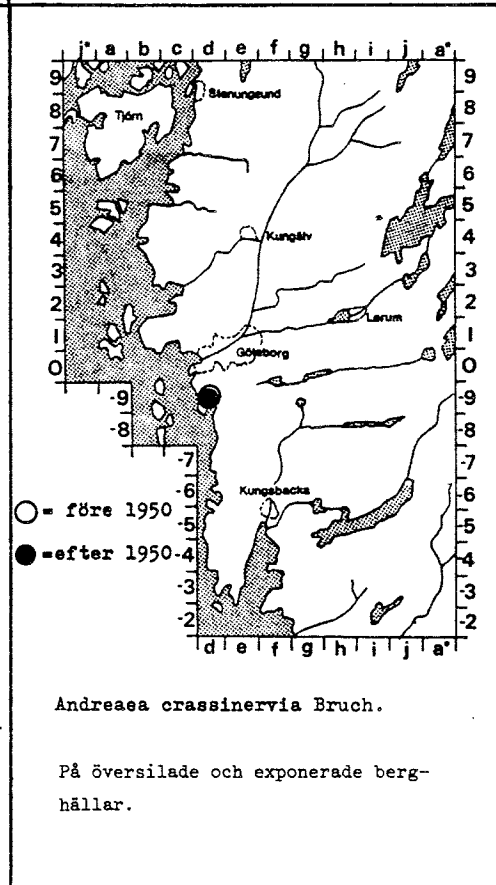 j° a b c d e f g h i j a°
9 9
8 8
7 7
6 6
5 5
4 4
3 3
2 2
1 1
0 0
-9 -9
-8 -8
-7 -7
-6 -6
-5 -5
-4 -4
-3 -3
-2 -2
d e f g h i j a°
Stenungsund
Tjörn
Kungälv
Lerum
Göteborg
Kungsbacka
= före 1950
=efter 1950
Andreaea crassinervia Bruch.
På översilade och exponerade berg-
hällar.